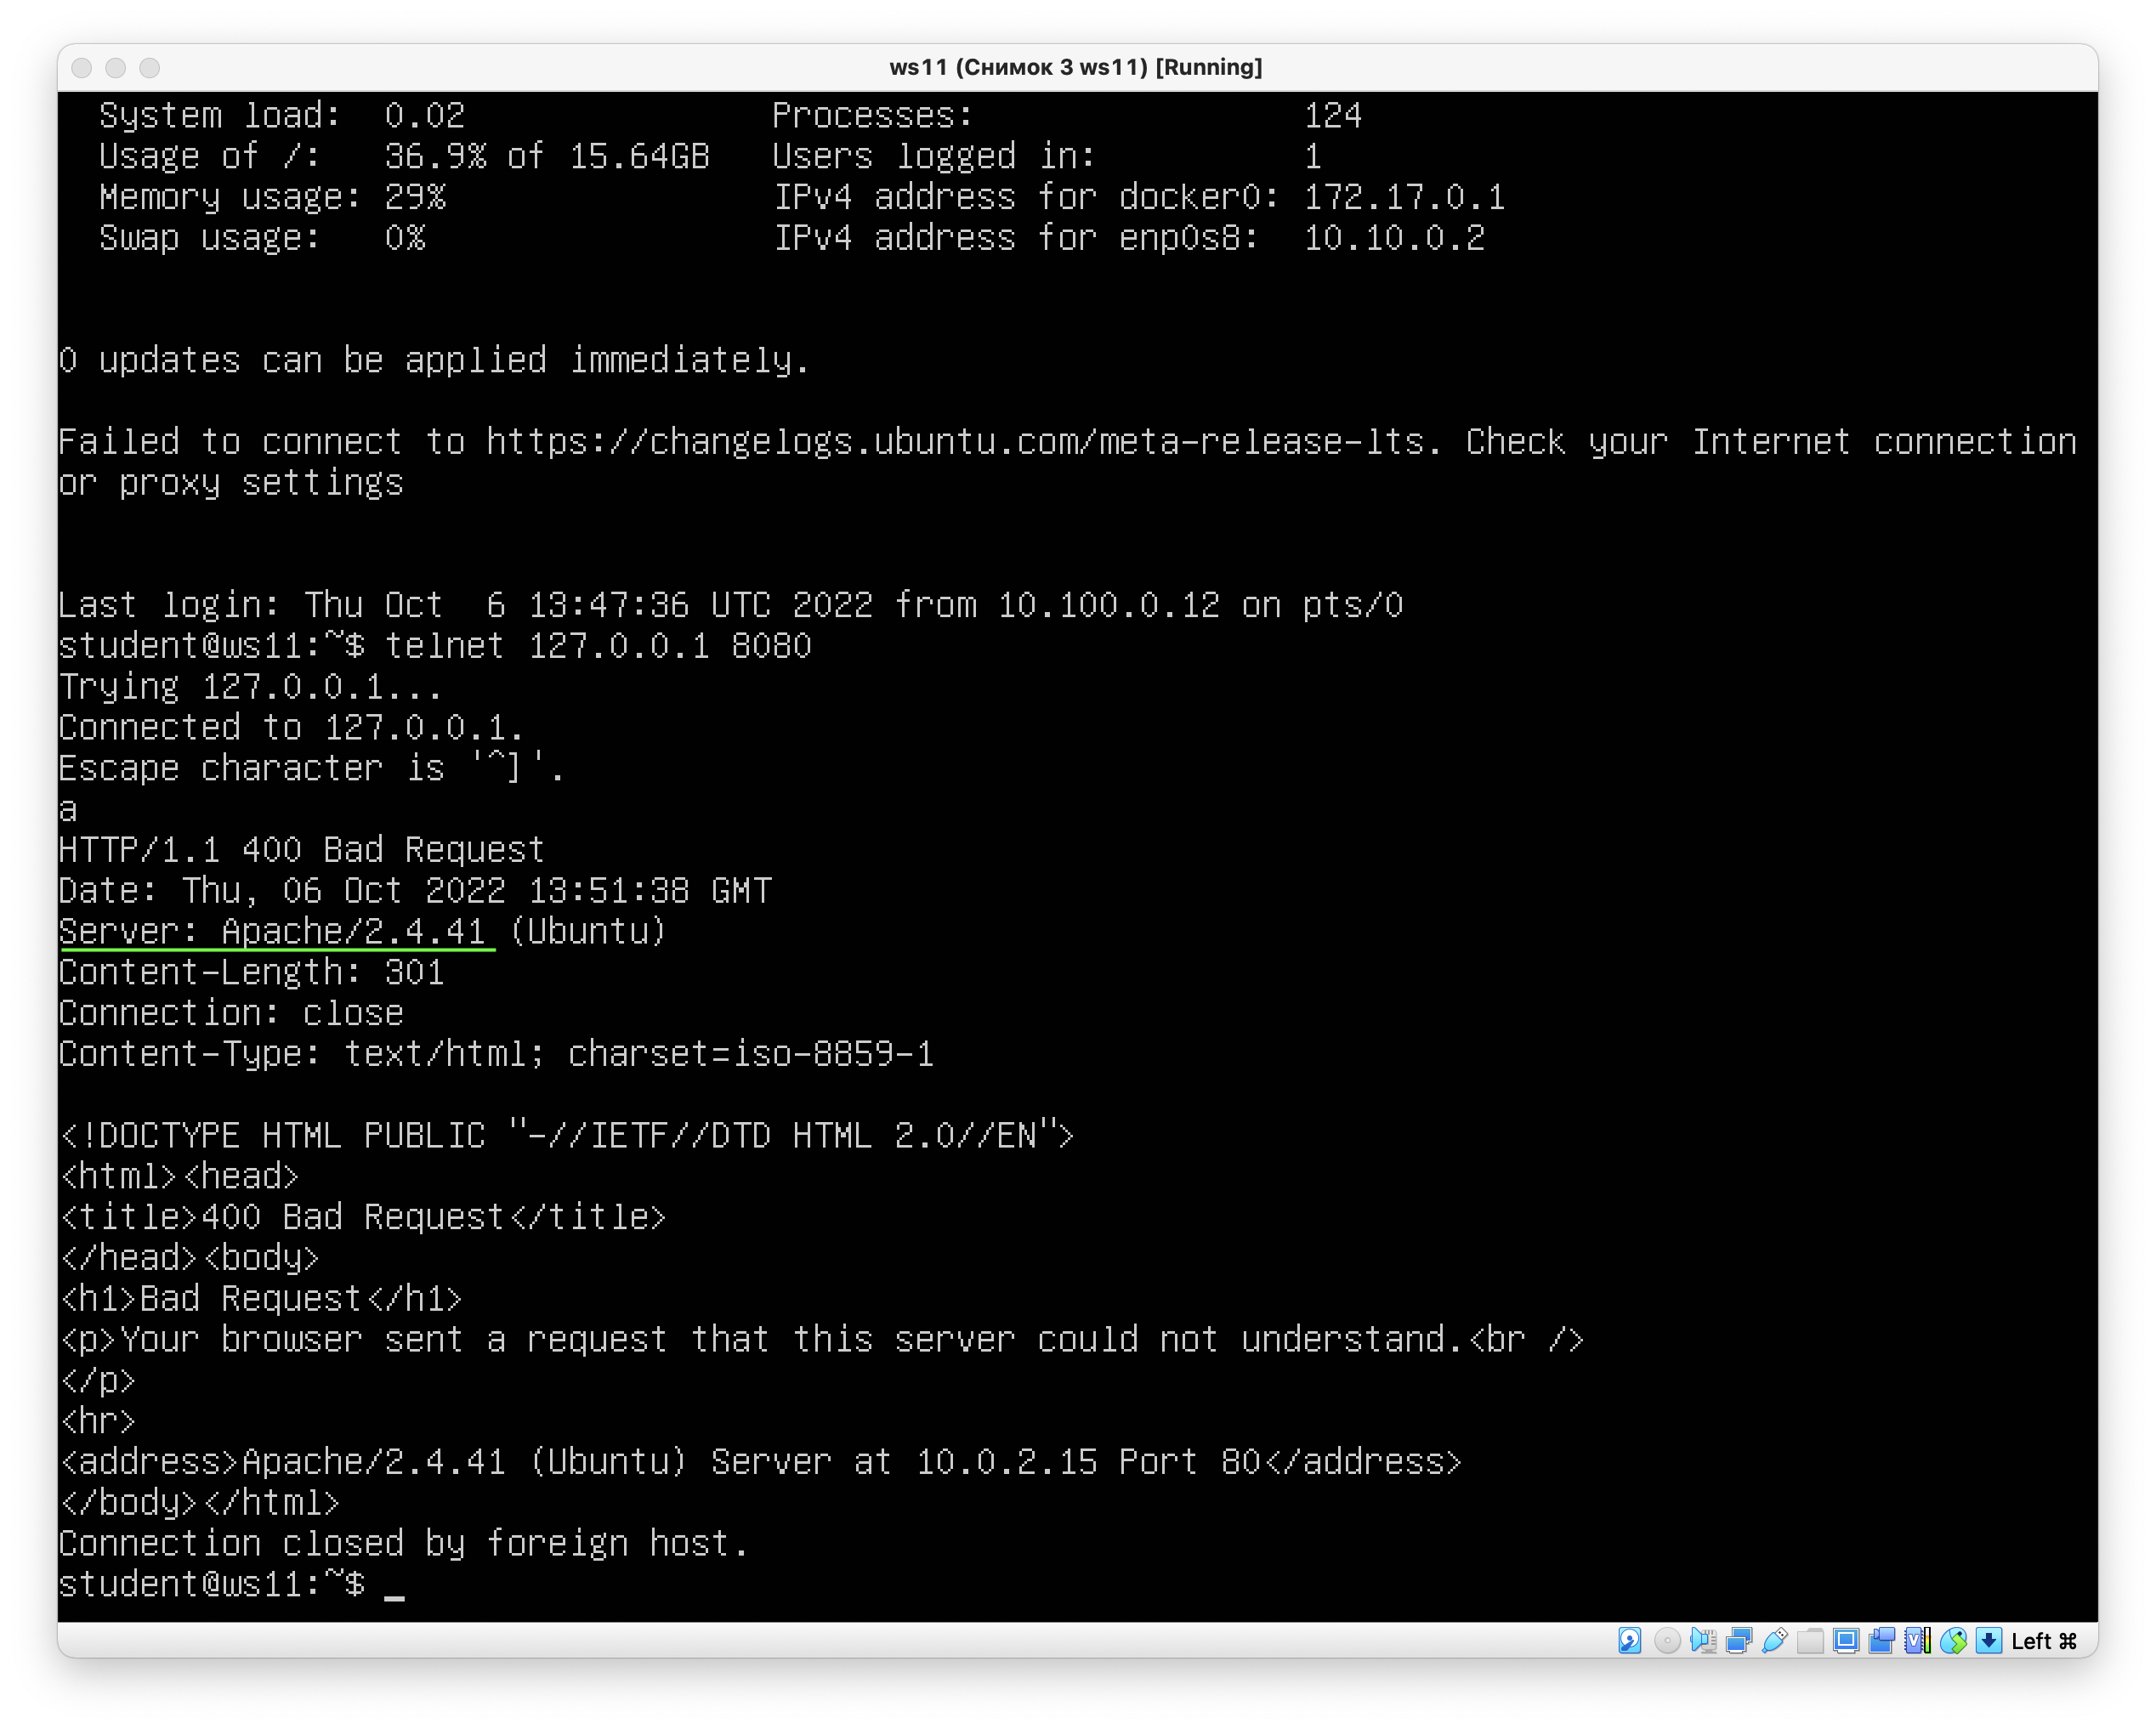 ws11 (Снимок 3 ws11) [Running]
System load:  0.02               Processes:                124
Usage of /:   36.9% of 15.64GB   Users logged in:          1
Memory usage: 29%                IPv4 address for docker0: 172.17.0.1
Swap usage:   0%                 IPv4 address for enp0s8:  10.10.0.2
0 updates can be applied immediately.
Failed to connect to https://changelogs.ubuntu.com/meta-release-lts. Check your Internet connection
or proxy settings
Last login: Thu Oct  6 13:47:36 UTC 2022 from 10.100.0.12 on pts/0
student@ws11:~$ telnet 127.0.0.1 8080
Trying 127.0.0.1...
Connected to 127.0.0.1.
Escape character is '^]'.
a
HTTP/1.1 400 Bad Request
Date: Thu, 06 Oct 2022 13:51:38 GMT
Server: Apache/2.4.41 (Ubuntu)
Content-Length: 301
Connection: close
Content-Type: text/html; charset=iso-8859-1
<!DOCTYPE HTML PUBLIC "-//IETF//DTD HTML 2.0//EN">
<html><head>
<title>400 Bad Request</title>
</head><body>
<h1>Bad Request</h1>
<p>Your browser sent a request that this server could not understand.<br />
</p>
<hr>
<address>Apache/2.4.41 (Ubuntu) Server at 10.0.2.15 Port 80</address>
</body></html>
Connection closed by foreign host.
student@ws11:~$ _
Left ⌘